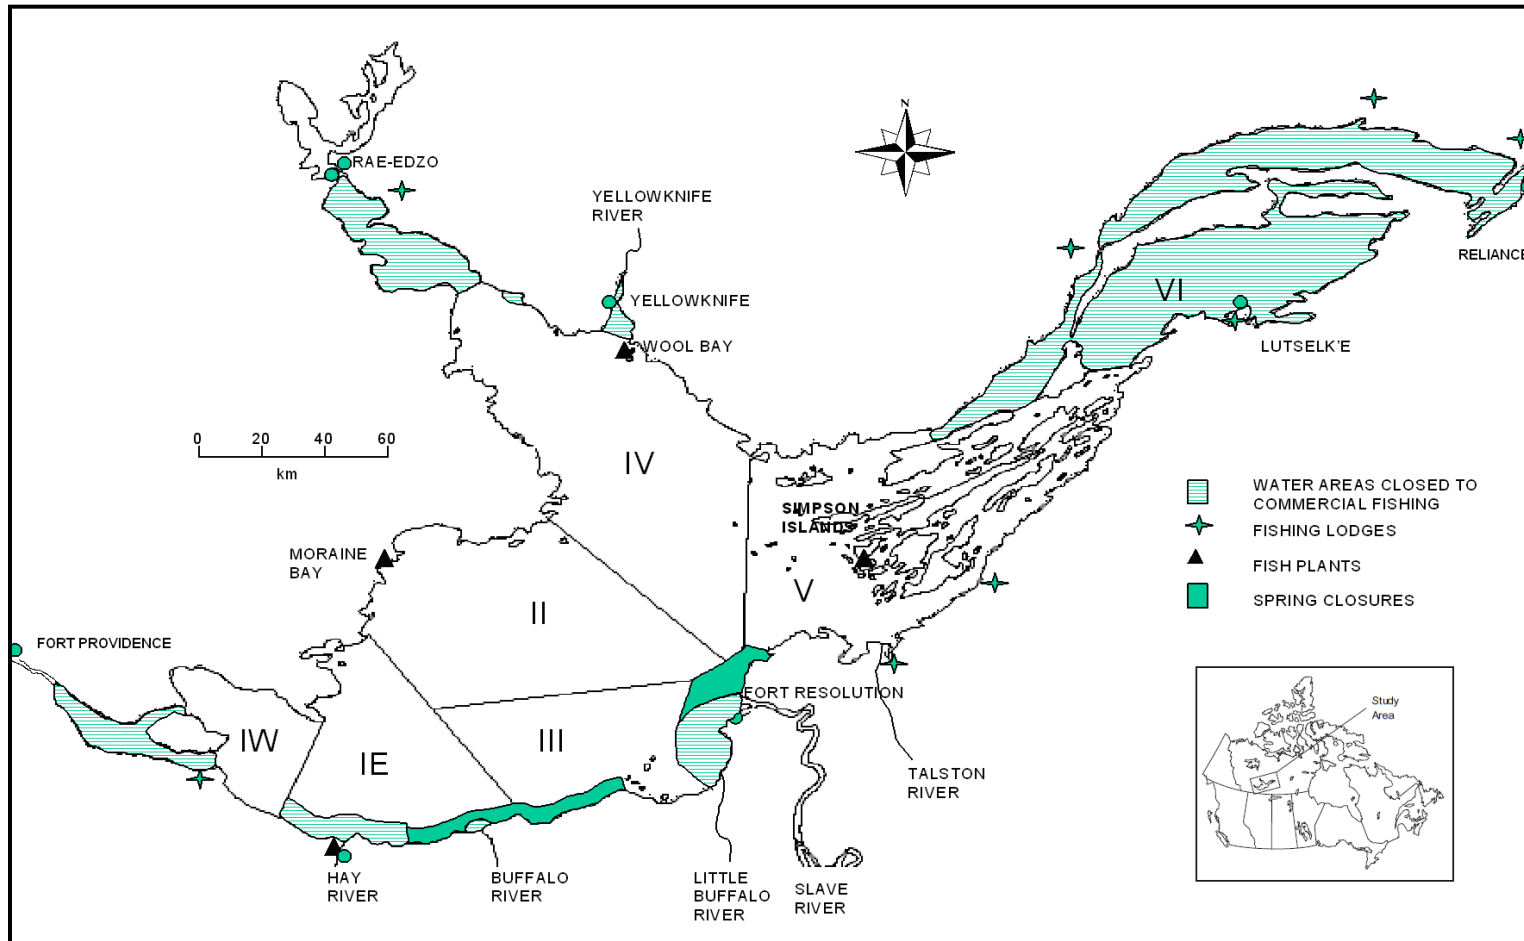 N
RAE-EDZO
YELLOWKNIFE
RIVER
YELLOWKNIFE
WOOL BAY
RELIANCE
VI
LUTSELK'E
0 20 40 60
km
IV
SIMPSON
ISLANDS
WATER AREAS CLOSED TO
COMMERCIAL FISHING
FISHING LODGES
FISH PLANTS
SPRING CLOSURES
MORAINE
BAY
II
V
FORT PROVIDENCE
FORT RESOLUTION
IW
IE
III
TALSTON
RIVER
Study
Area
HAY
RIVER
BUFFALO
RIVER
LITTLE
BUFFALO
RIVER
SLAVE
RIVER